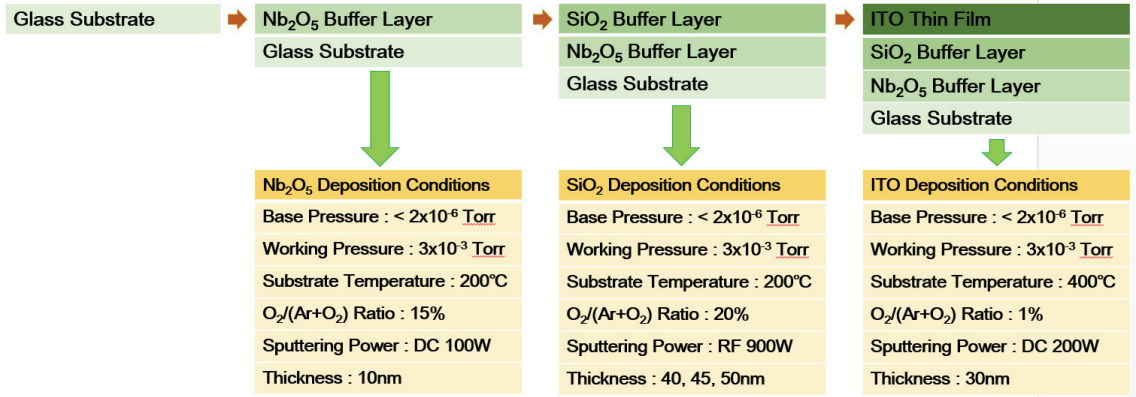 Glass Substrate
Nb₂O₅ Buffer Layer
Glass Substrate
SiO₂ Buffer Layer
Nb₂O₅ Buffer Layer
Glass Substrate
ITO Thin Film
SiO₂ Buffer Layer
Nb₂O₅ Buffer Layer
Glass Substrate
Nb₂O₅ Deposition Conditions
Base Pressure : < 2x10⁻⁶ Torr
Working Pressure : 3x10⁻³ Torr
Substrate Temperature : 200℃
O₂/(Ar+O₂) Ratio : 15%
Sputtering Power : DC 100W
Thickness : 10nm
SiO₂ Deposition Conditions
Base Pressure : < 2x10⁻⁶ Torr
Working Pressure : 3x10⁻³ Torr
Substrate Temperature : 200℃
O₂/(Ar+O₂) Ratio : 20%
Sputtering Power : RF 900W
Thickness : 40, 45, 50nm
ITO Deposition Conditions
Base Pressure : < 2x10⁻⁶ Torr
Working Pressure : 3x10⁻³ Torr
Substrate Temperature : 400℃
O₂/(Ar+O₂) Ratio : 1%
Sputtering Power : DC 200W
Thickness : 30nm